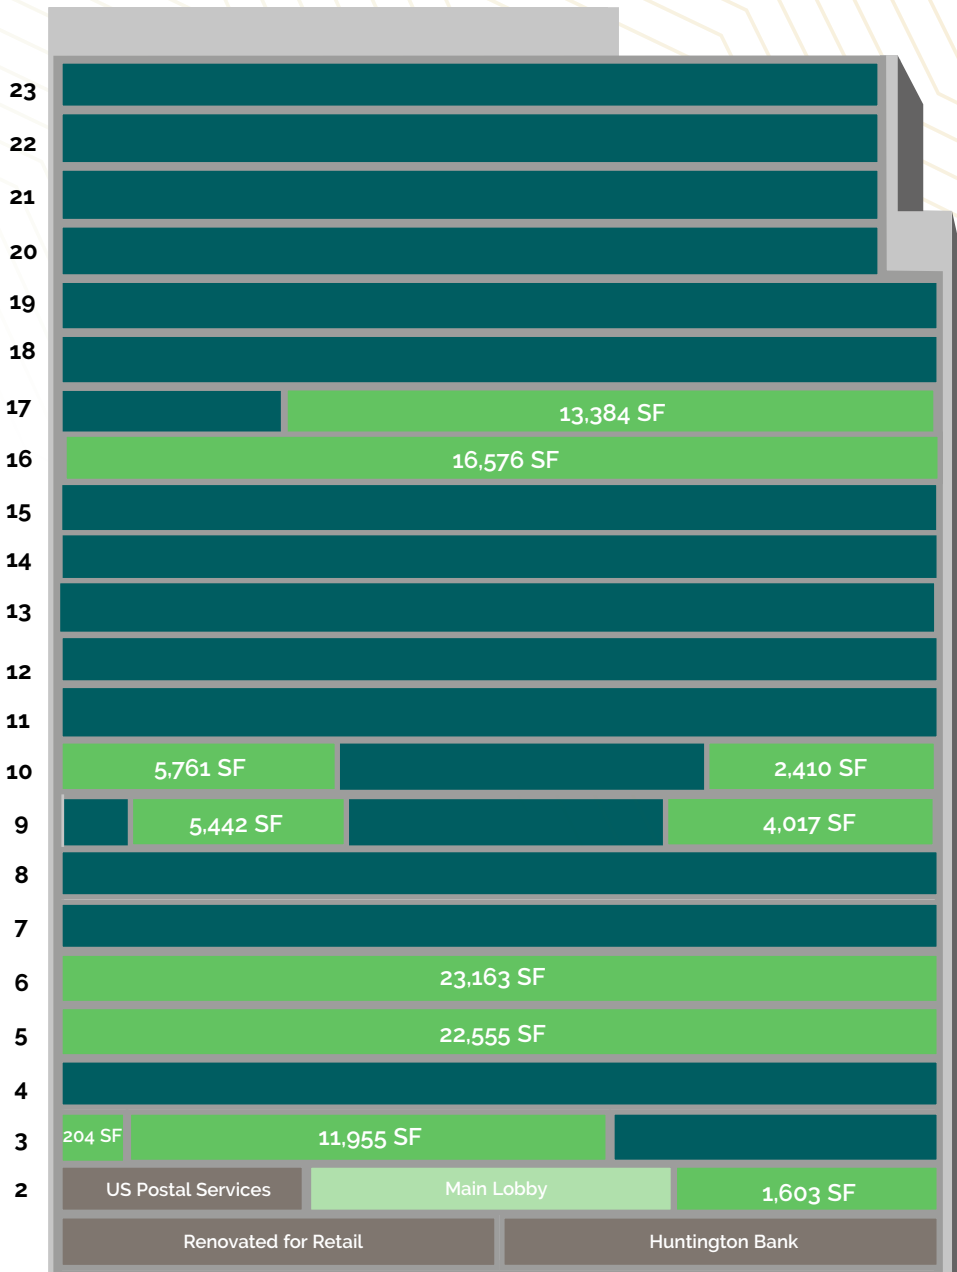 23
22
21
20
19
18
17 13,384 SF
16 16,576 SF
15
14
13
12
11
10 5,761 SF 2,410 SF
9 5,442 SF 4,017 SF
8
7
6 23,163 SF
5 22,555 SF
4
3 204 SF 11,955 SF
2 US Postal Services Main Lobby 1,603 SF
Renovated for Retail Huntington Bank